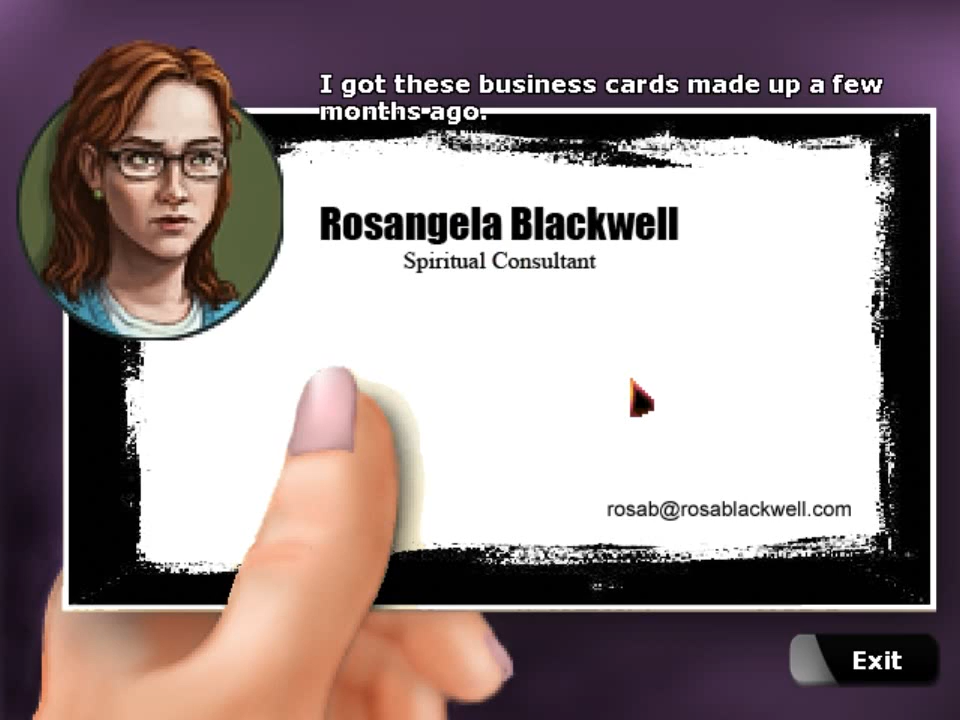 I got these business cards made up a few
months ago.
Rosangela Blackwell
Spiritual Consultant
rosab@rosablackwell.com
Exit